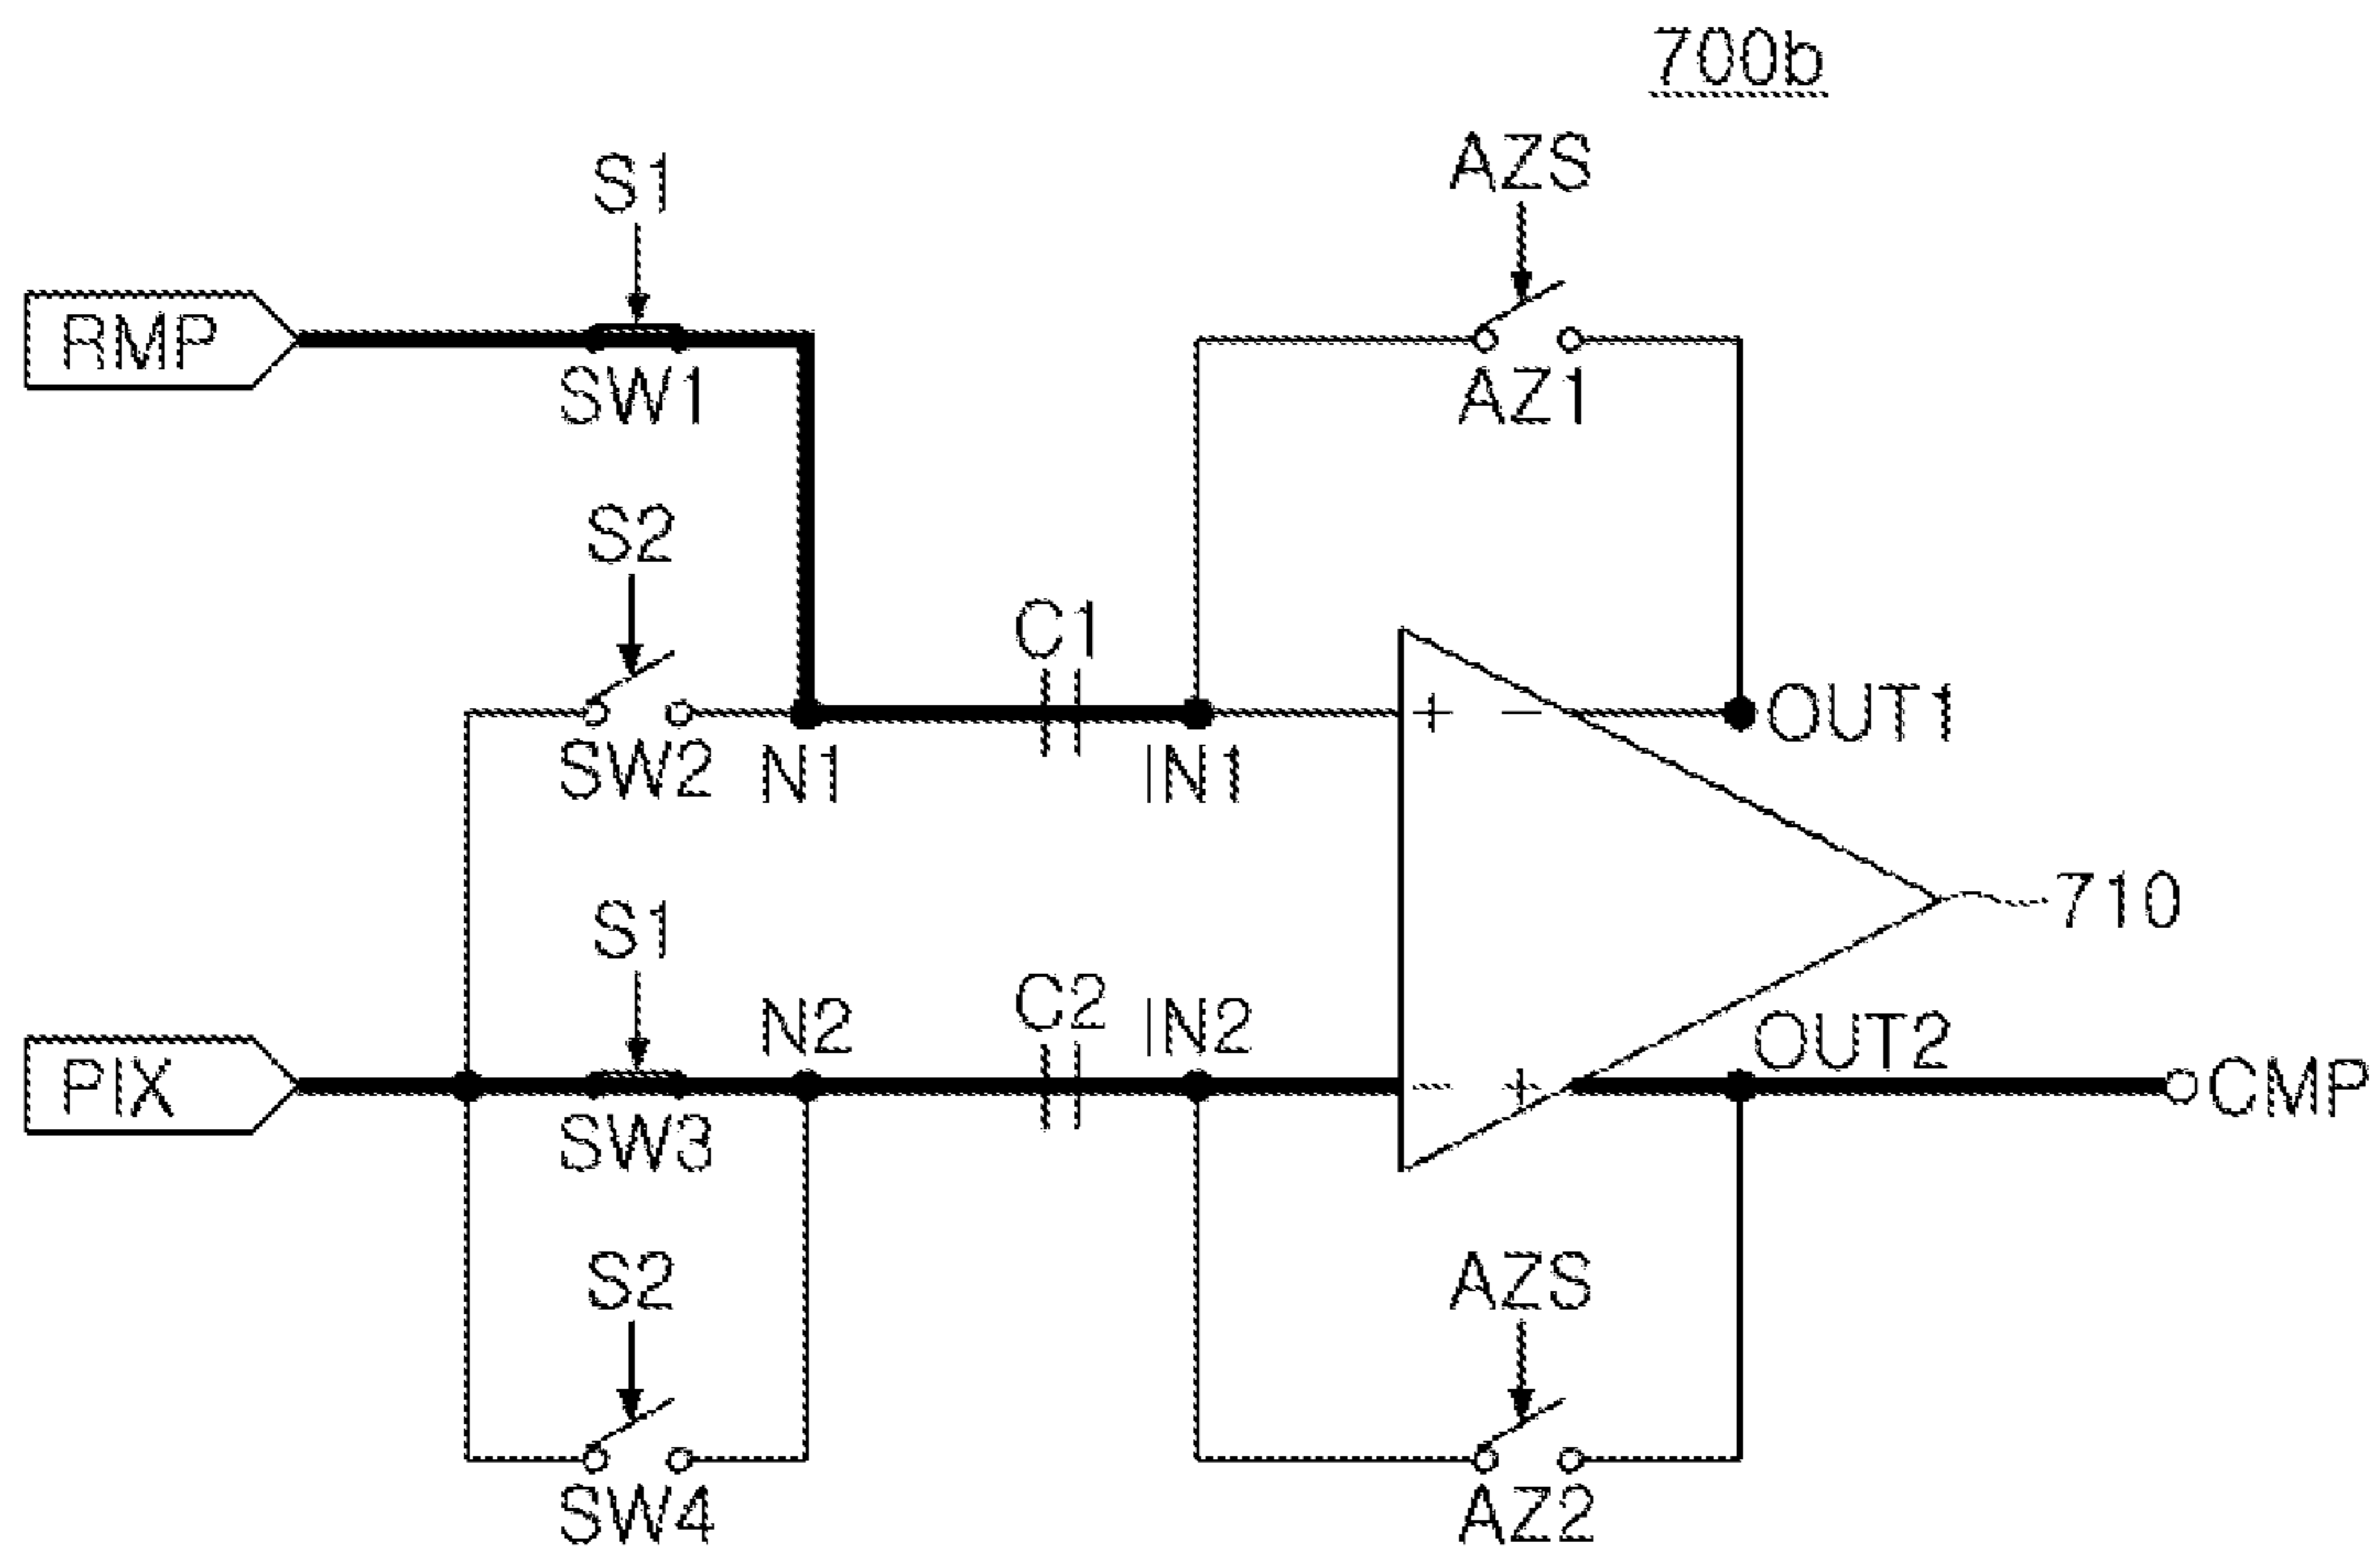 700b
S1
AZS
RMP
SW1
AZ1
S2
C1
+ −
OUT1
SW2
N1
IN1
S1
710
N2
C2
IN2
OUT2
PIX
− +
CMP
SW3
S2
AZS
SW4
AZ2